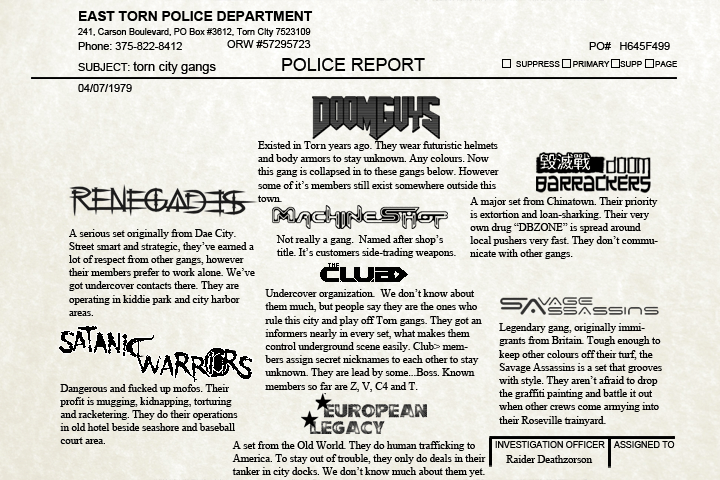 EAST TORN POLICE DEPARTMENT
241, Carson Boulevard, PO Box #3612, Torn City 7523109
Phone: 375-822-8412 ORW #57295723
PO# H645F499
SUBJECT: torn city gangs
POLICE REPORT
SUPPRESS PRIMARY SUPP PAGE
04/07/1979
DOOMGUYS
Existed in Torn years ago. They wear futuristic helmets
and body armors to stay unknown. Any colours. Now
this gang is collapsed in to these gangs below. However
some of it's members still exist somewhere outside this
town.
RENEGADES
A serious set originally from Dae City.
Street smart and strategic, they've earned a
lot of respect from other gangs, however
their members prefer to work alone. We've
got undercover contacts there. They are
operating in kiddie park and city harbor
areas.
SATANIC WARRIORS
Dangerous and fucked up mofos. Their
profit is mugging, kidnapping, torturing
and racketering. They do their operations
in old hotel beside seashore and baseball
court area.
MACHINESHOP
Not really a gang. Named after shop's
title. It's customers side-trading weapons.
THE CLUB>
Undercover organization. We don't know about
them much, but people say they are the ones who
rule this city and play off Torn gangs. They got an
informers nearly in every set, what makes them
control underground scene easily. Club> mem-
bers assign secret nicknames to each other to stay
unknown. They are lead by some...Boss. Known
members so far are Z, V, C4 and T.
EUROPEAN
LEGACY
A set from the Old World. They do human trafficking to
America. To stay out of trouble, they only do deals in their
tanker in city docks. We don't know much about them yet.
毀滅戰 DOOM
BARRACKERS
A major set from Chinatown. Their priority
is extortion and loan-sharking. Their very
own drug “DBZONE” is spread around
local pushers very fast. They don't commu-
nicate with other gangs.
SAVAGE
ASSASSINS
Legendary gang, originally immi-
grants from Britain. Tough enough to
keep other colours off their turf, the
Savage Assassins is a set that grooves
with style. They aren't afraid to drop
the graffiti painting and battle it out
when other crews come armying into
their Roseville trainyard.
INVESTIGATION OFFICER ASSIGNED TO
Raider Deathzorson